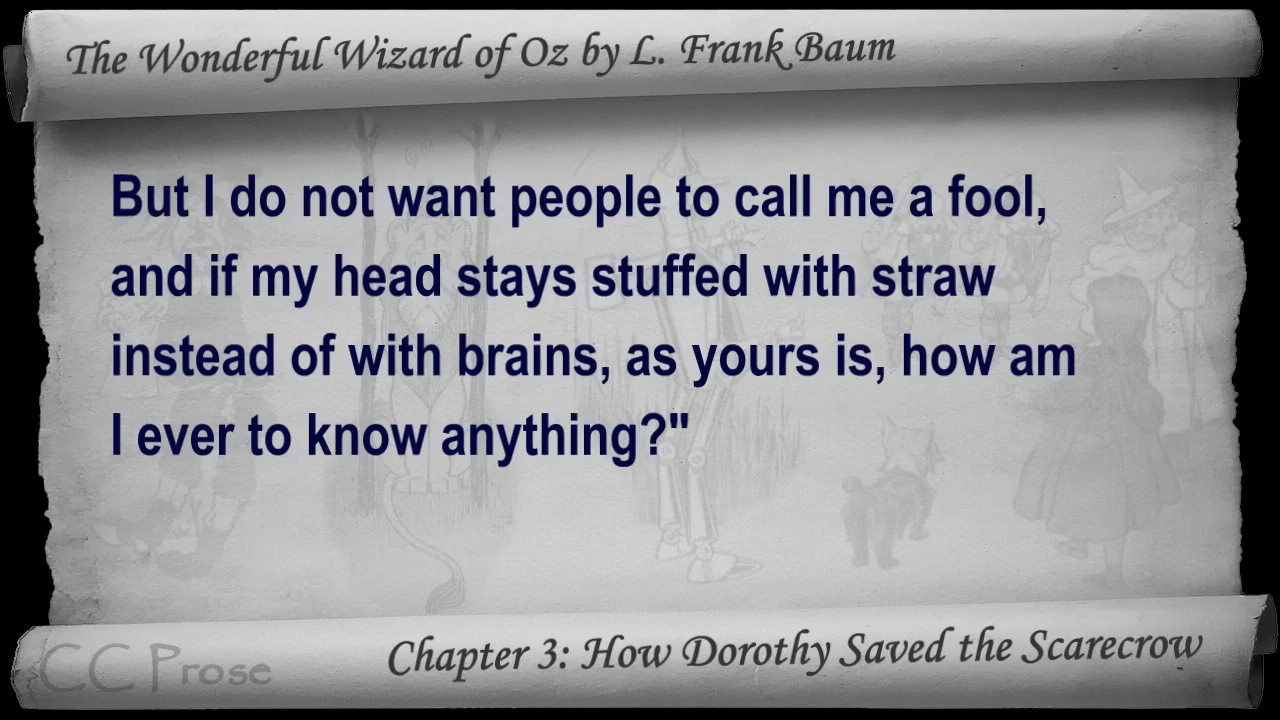 The Wonderful Wizard of Oz by L. Frank Baum
But I do not want people to call me a fool,
and if my head stays stuffed with straw
instead of with brains, as yours is, how am
I ever to know anything?"
CC Prose
Chapter 3: How Dorothy Saved the Scarecrow